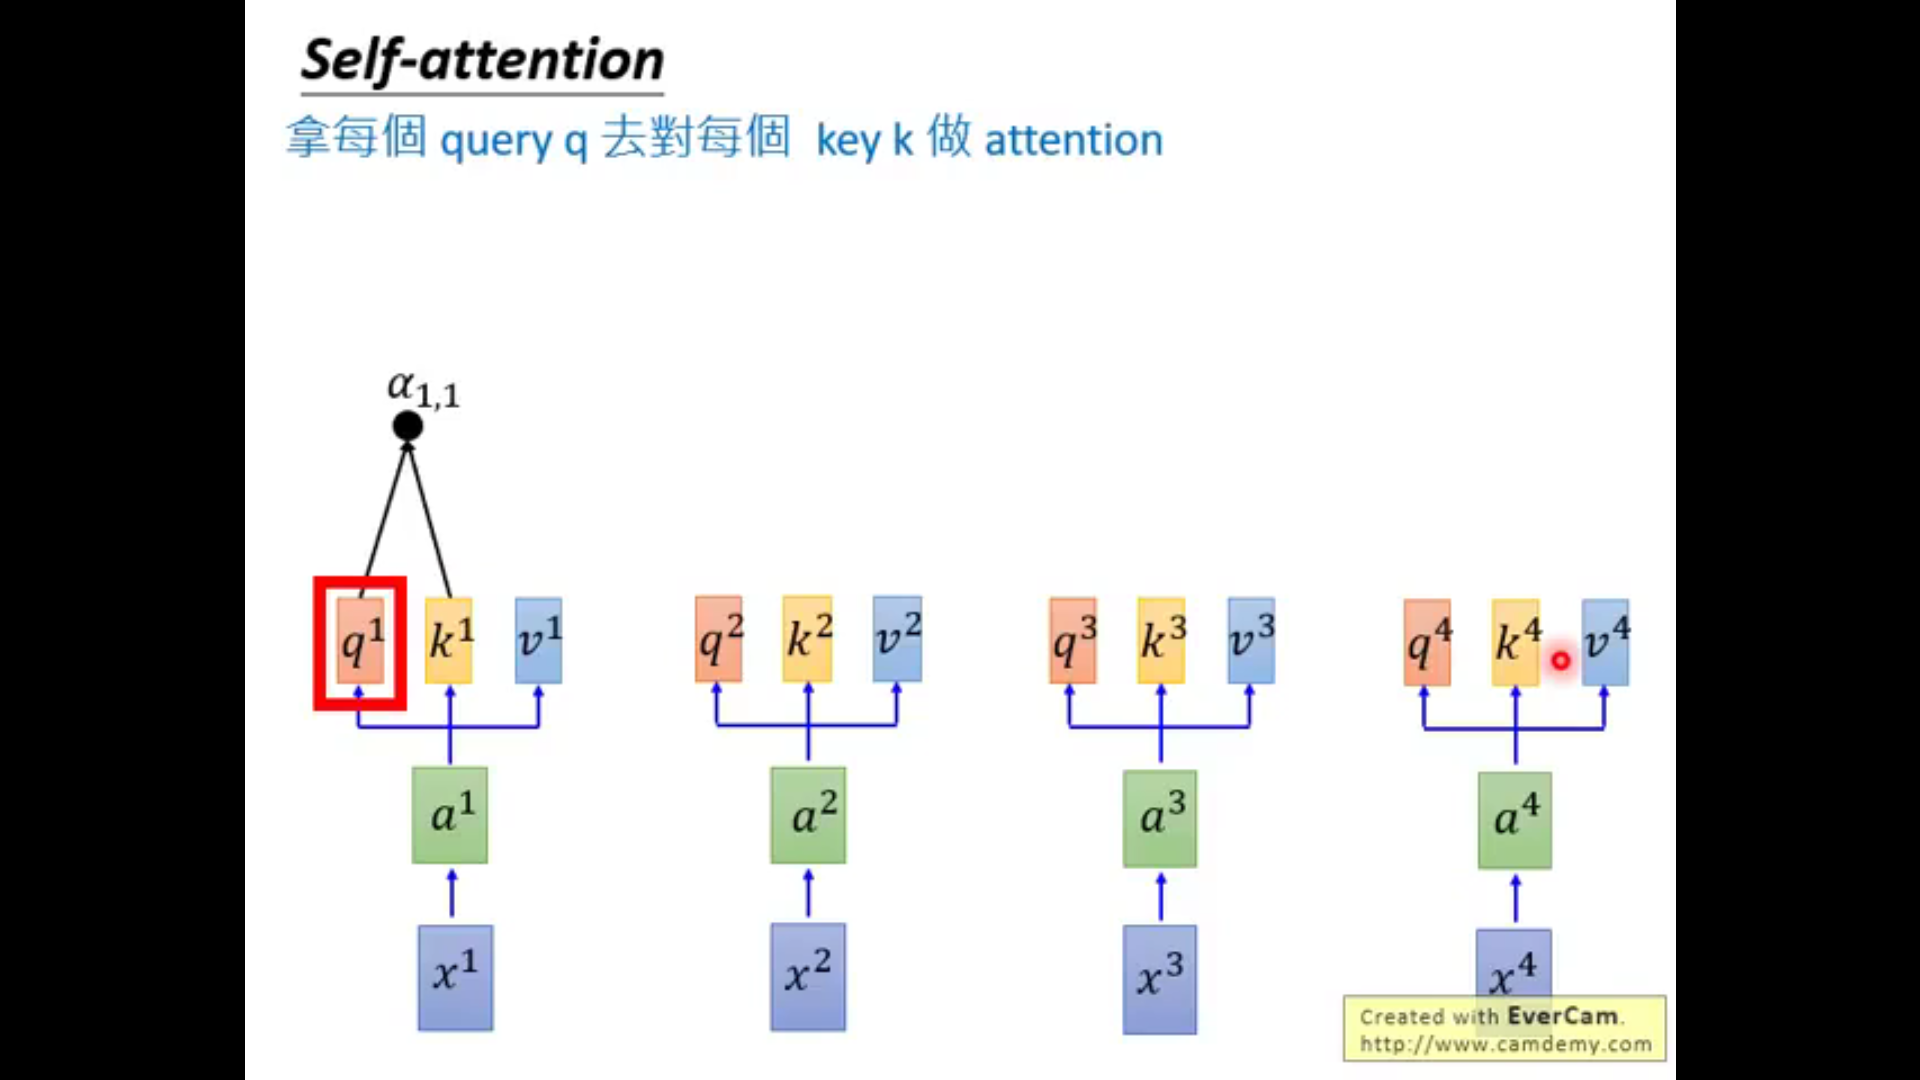 Self-attention
拿每個 query q 去對每個 key k 做 attention
α1,1
q1 k1 v1 q2 k2 v2 q3 k3 v3 q4 k4 v4
a1 a2 a3 a4
x1 x2 x3 x4
Created with EverCam.
http://www.camdemy.com